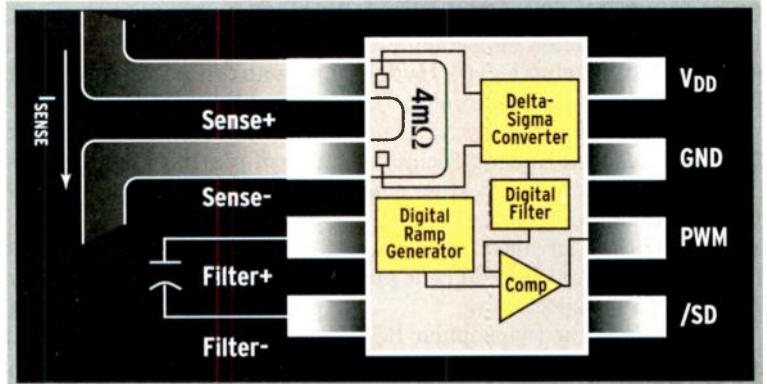 ISENSE
Sense+
Sense-
Filter+
Filter-
4mΩ
Delta-
Sigma
Converter
Digital
Filter
Digital
Ramp
Generator
Comp
VDD
GND
PWM
/SD